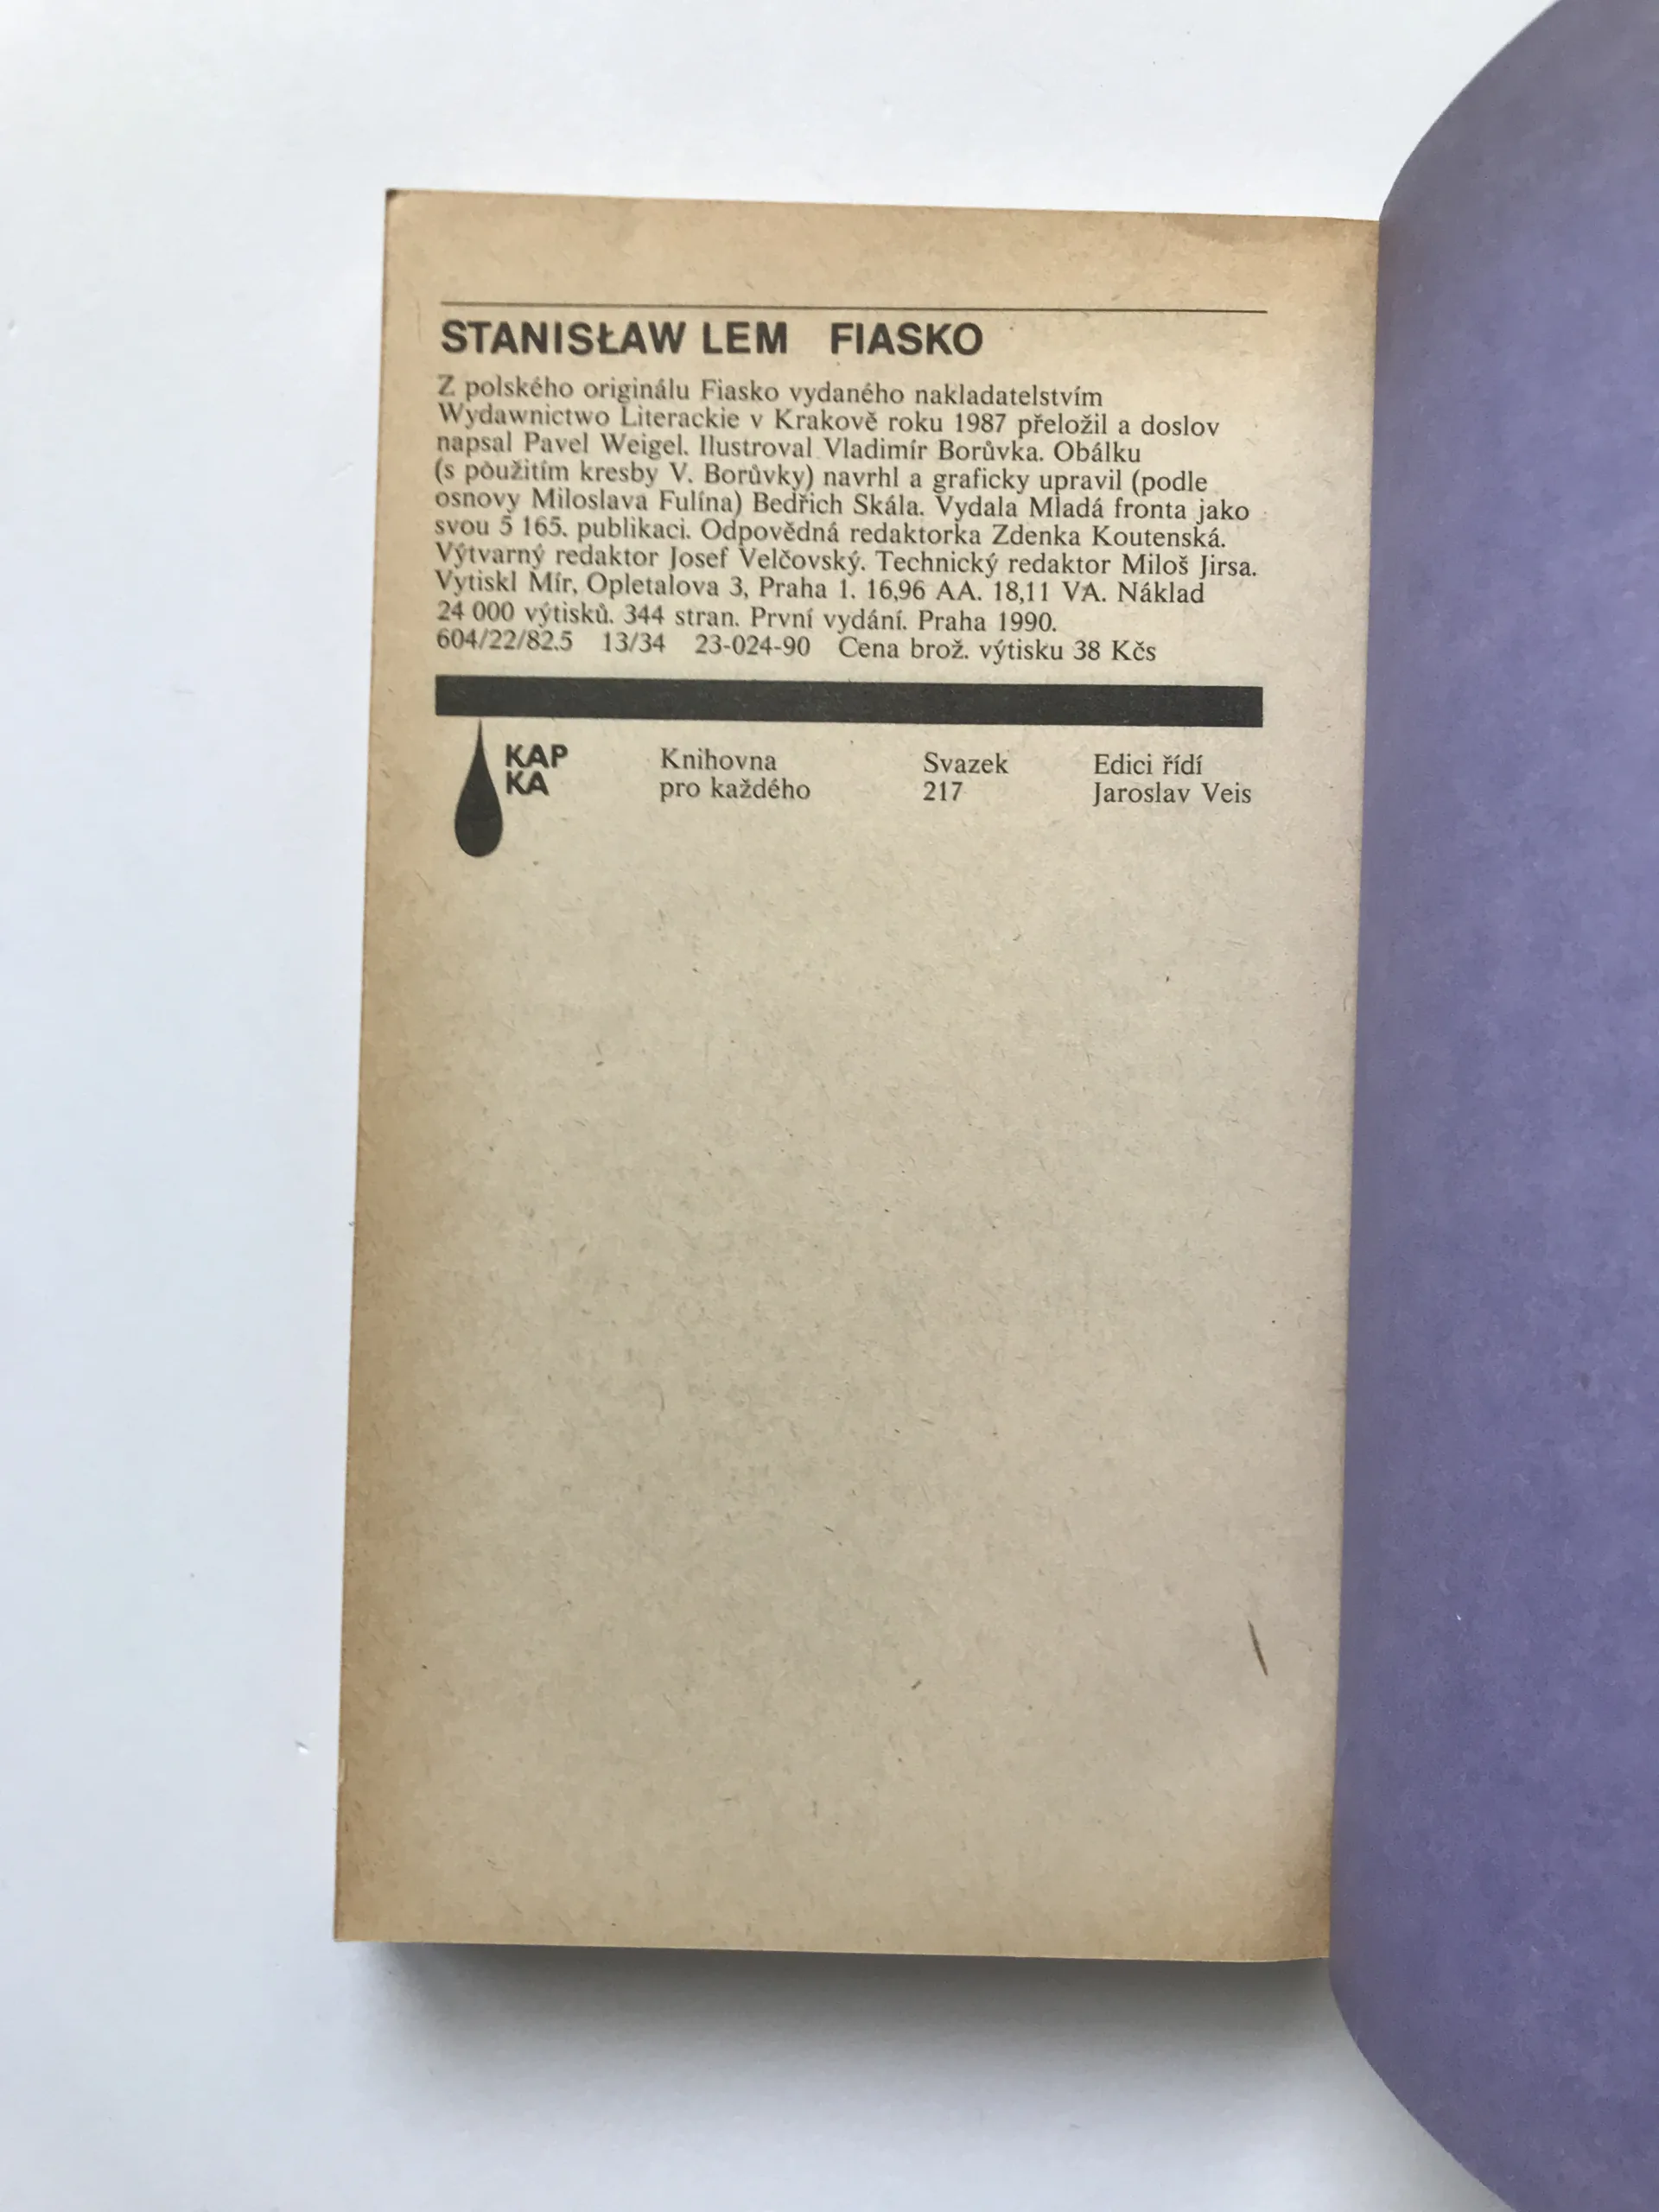 STANISŁAW LEM FIASKO
Z polského originálu Fiasko vydaného nakladatelstvím
Wydawnictwo Literackie v Krakově roku 1987 přeložil a doslov
napsal Pavel Weigel. Ilustroval Vladimír Borůvka. Obálku
(s použitím kresby V. Borůvky) navrhl a graficky upravil (podle
osnovy Miloslava Fulína) Bedřich Skála. Vydala Mladá fronta jako
svou 5 165. publikaci. Odpovědná redaktorka Zdenka Koutenská.
Výtvarný redaktor Josef Velčovský. Technický redaktor Miloš Jirsa.
Vytiskl Mír, Opletalova 3, Praha 1. 16,96 AA. 18,11 VA. Náklad
24 000 výtisků. 344 stran. První vydání. Praha 1990.
604/22/82.5 13/34 23-024-90 Cena brož. výtisku 38 Kčs
KAP
KA
Knihovna
pro každého
Svazek
217
Edici řídí
Jaroslav Veis